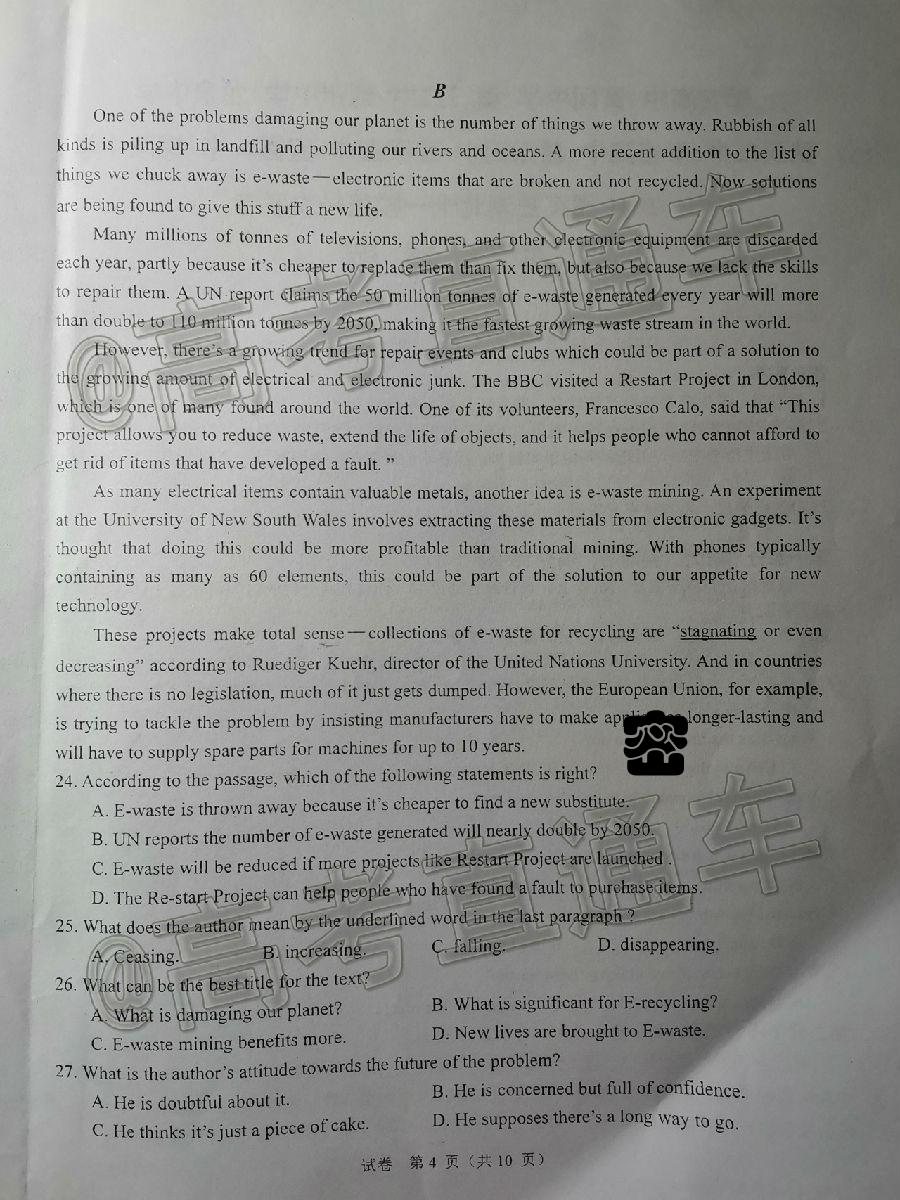 B
One of the problems damaging our planet is the number of things we throw away. Rubbish of all
kinds is piling up in landfill and polluting our rivers and oceans. A more recent addition to the list of
things we chuck away is e-waste—electronic items that are broken and not recycled. Now solutions
are being found to give this stuff a new life.
Many millions of tonnes of televisions, phones, and other electronic equipment are discarded
each year, partly because it's cheaper to replace them than fix them, but also because we lack the skills
to repair them. A UN report claims the 50 million tonnes of e-waste generated every year will more
than double to 110 million tonnes by 2050, making it the fastest growing waste stream in the world.
However, there's a growing trend for repair events and clubs which could be part of a solution to
the growing amount of electrical and electronic junk. The BBC visited a Restart Project in London,
which is one of many found around the world. One of its volunteers, Francesco Calo, said that "This
project allows you to reduce waste, extend the life of objects, and it helps people who cannot afford to
get rid of items that have developed a fault. "
As many electrical items contain valuable metals, another idea is e-waste mining. An experiment
at the University of New South Wales involves extracting these materials from electronic gadgets. It's
thought that doing this could be more profitable than traditional mining. With phones typically
containing as many as 60 elements, this could be part of the solution to our appetite for new
technology.
These projects make total sense—collections of e-waste for recycling are "stagnating or even
decreasing" according to Ruediger Kuehr, director of the United Nations University. And in countries
where there is no legislation, much of it just gets dumped. However, the European Union, for example,
is trying to tackle the problem by insisting manufacturers have to make longer-lasting and
will have to supply spare parts for machines for up to 10 years.
24. According to the passage, which of the following statements is right?
A. E-waste is thrown away because it's cheaper to find a new substitute.
B. UN reports the number of e-waste generated will nearly double by 2050.
C. E-waste will be reduced if more projects like Restart Project are launched .
D. The Re-start Project can help people who have found a fault to purchase items.
25. What does the author mean by the underlined word in the last paragraph ?
A. Ceasing. B. increasing. C. falling. D. disappearing.
26. What can be the best title for the text?
A. What is damaging our planet? B. What is significant for E-recycling?
C. E-waste mining benefits more. D. New lives are brought to E-waste.
27. What is the author's attitude towards the future of the problem?
A. He is doubtful about it. B. He is concerned but full of confidence.
C. He thinks it's just a piece of cake. D. He supposes there's a long way to go.
试卷 第 4 页（共 10 页）
@高考直通车
@高考直通车